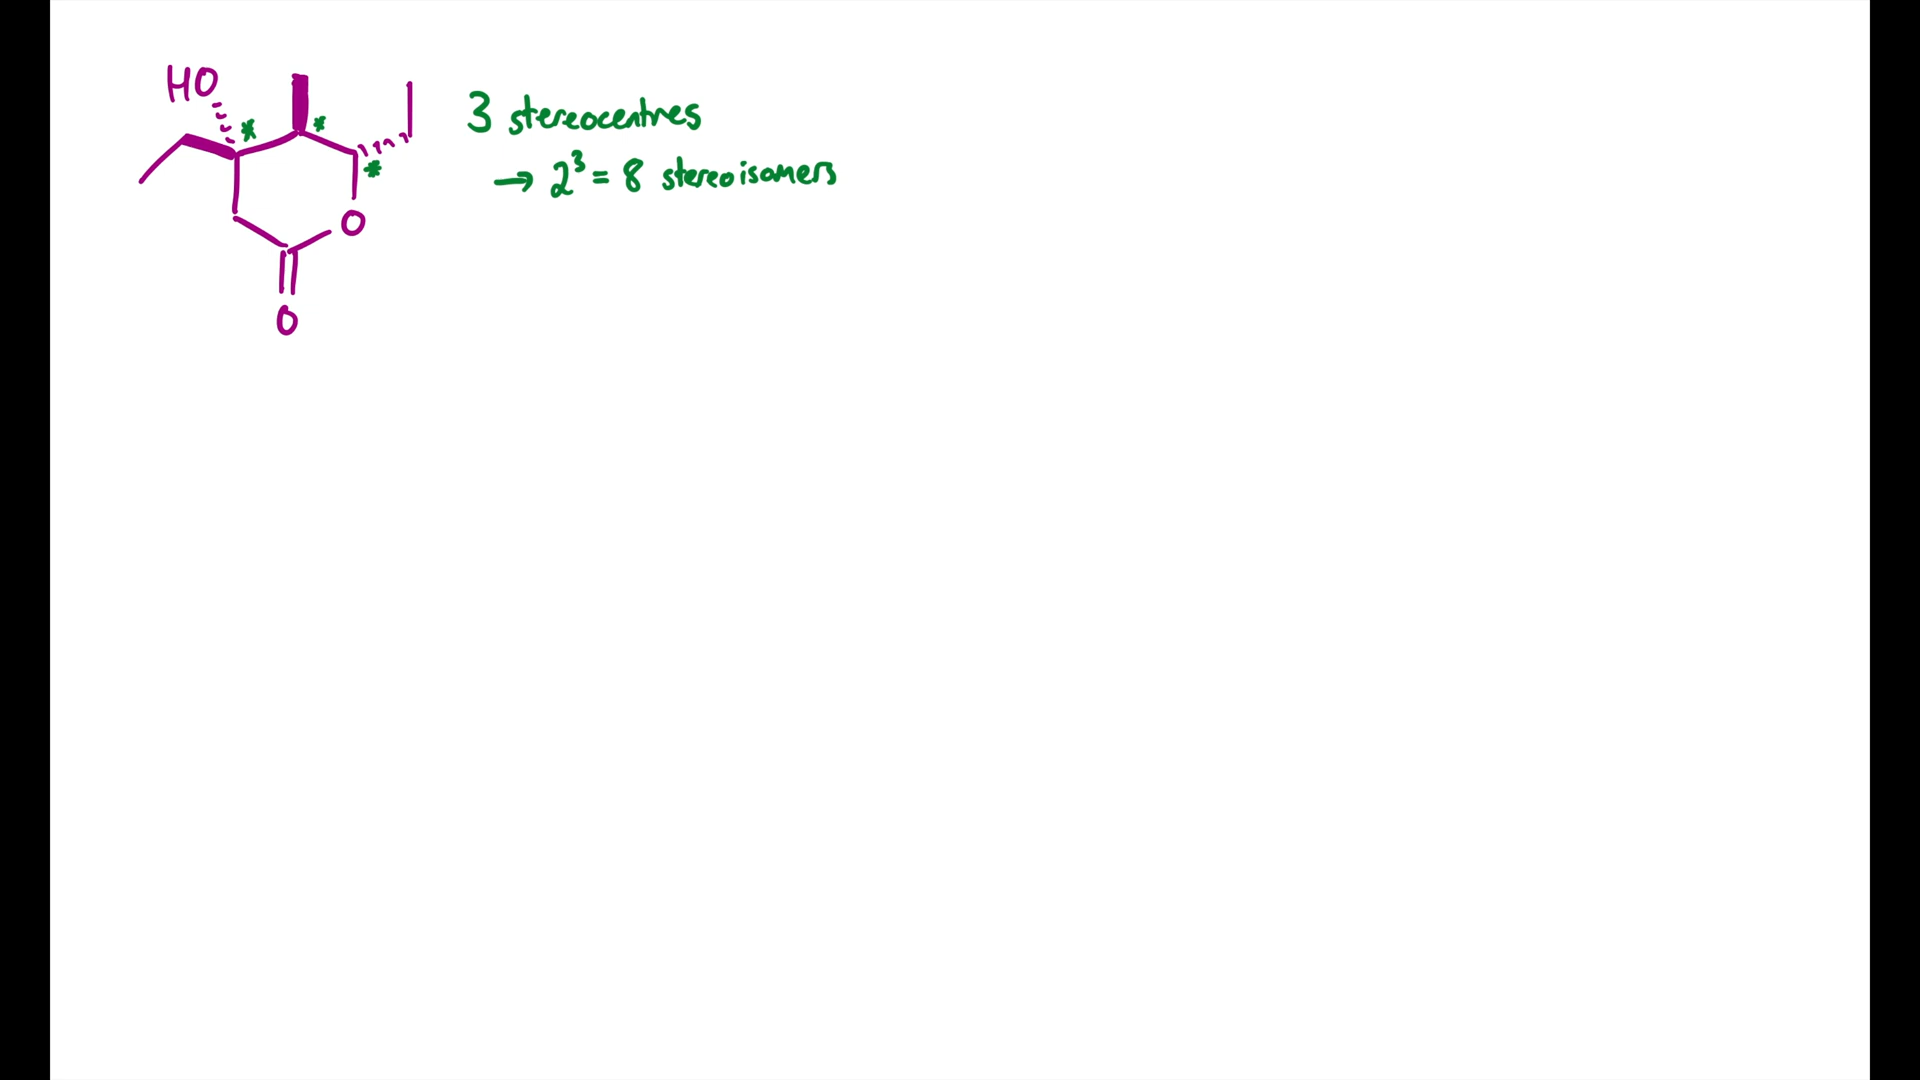 HO
3 stereocentres
→ 2³ = 8 stereoisomers
O
O